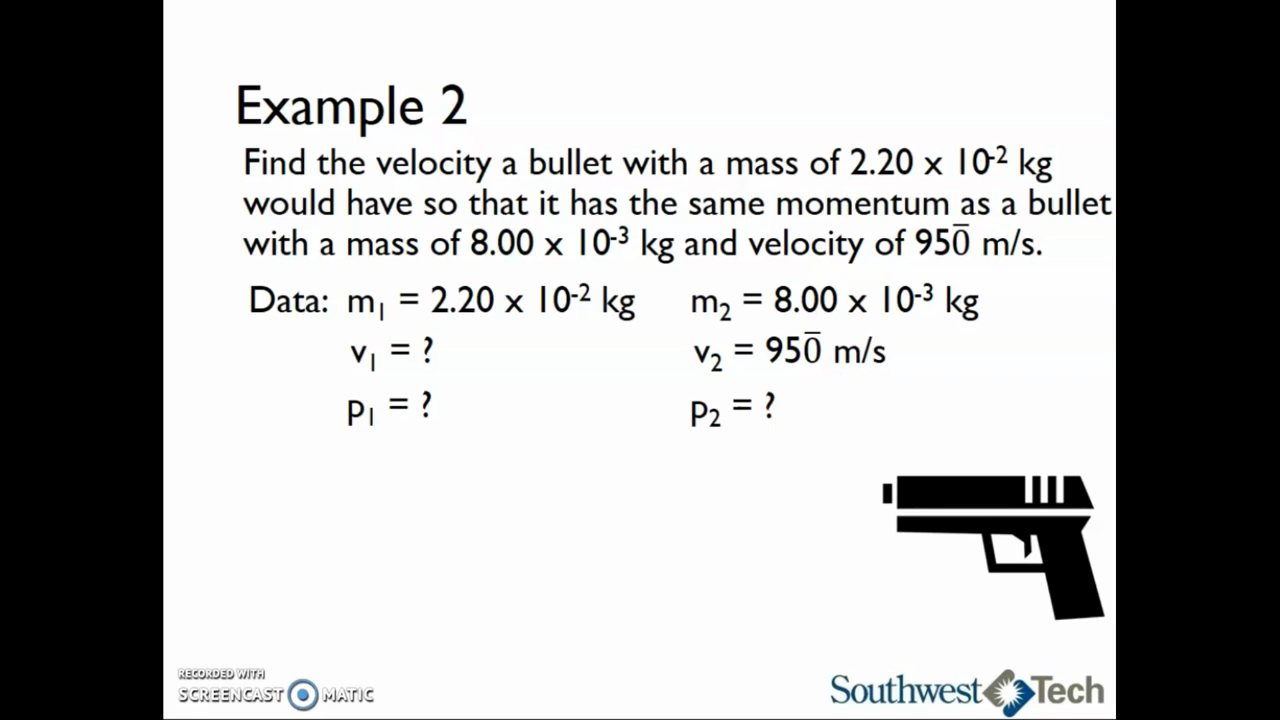 Example 2
Find the velocity a bullet with a mass of 2.20 x 10⁻² kg
would have so that it has the same momentum as a bullet
with a mass of 8.00 x 10⁻³ kg and velocity of 950̅ m/s.
Data: m₁ = 2.20 x 10⁻² kg m₂ = 8.00 x 10⁻³ kg
v₁ = ? v₂ = 950̅ m/s
p₁ = ? p₂ = ?
RECORDED WITH
SCREENCAST MATIC
Southwest Tech